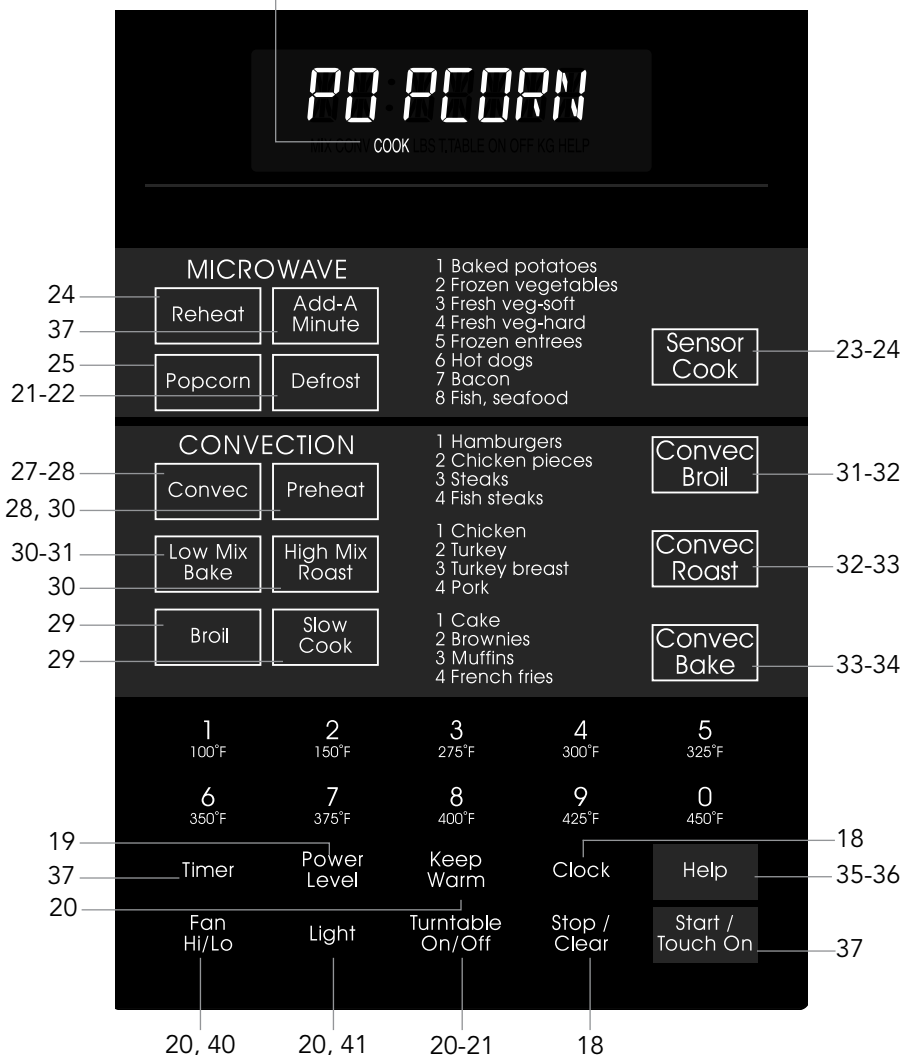 PO PCORN
MIX CONV COOK LBS T.TABLE ON OFF KG HELP
MICROWAVE
24
Reheat
37
Add-A
Minute
25
Popcorn
21-22
Defrost
1 Baked potatoes
2 Frozen vegetables
3 Fresh veg-soft
4 Fresh veg-hard
5 Frozen entrees
6 Hot dogs
7 Bacon
8 Fish, seafood
Sensor
Cook
23-24
CONVECTION
27-28
Convec
28, 30
Preheat
30-31
Low Mix
Bake
30
High Mix
Roast
29
Broil
29
Slow
Cook
1 Hamburgers
2 Chicken pieces
3 Steaks
4 Fish steaks
Convec
Broil
31-32
1 Chicken
2 Turkey
3 Turkey breast
4 Pork
Convec
Roast
32-33
1 Cake
2 Brownies
3 Muffins
4 French fries
Convec
Bake
33-34
1 2 3 4 5
100°F 150°F 275°F 300°F 325°F
6 7 8 9 0
350°F 375°F 400°F 425°F 450°F
19
37
20
Timer
Power
Level
Keep
Warm
Clock
18
Help
35-36
Fan
Hi/Lo
Light
Turntable
On/Off
Stop /
Clear
Start /
Touch On
37
20, 40 20, 41 20-21 18